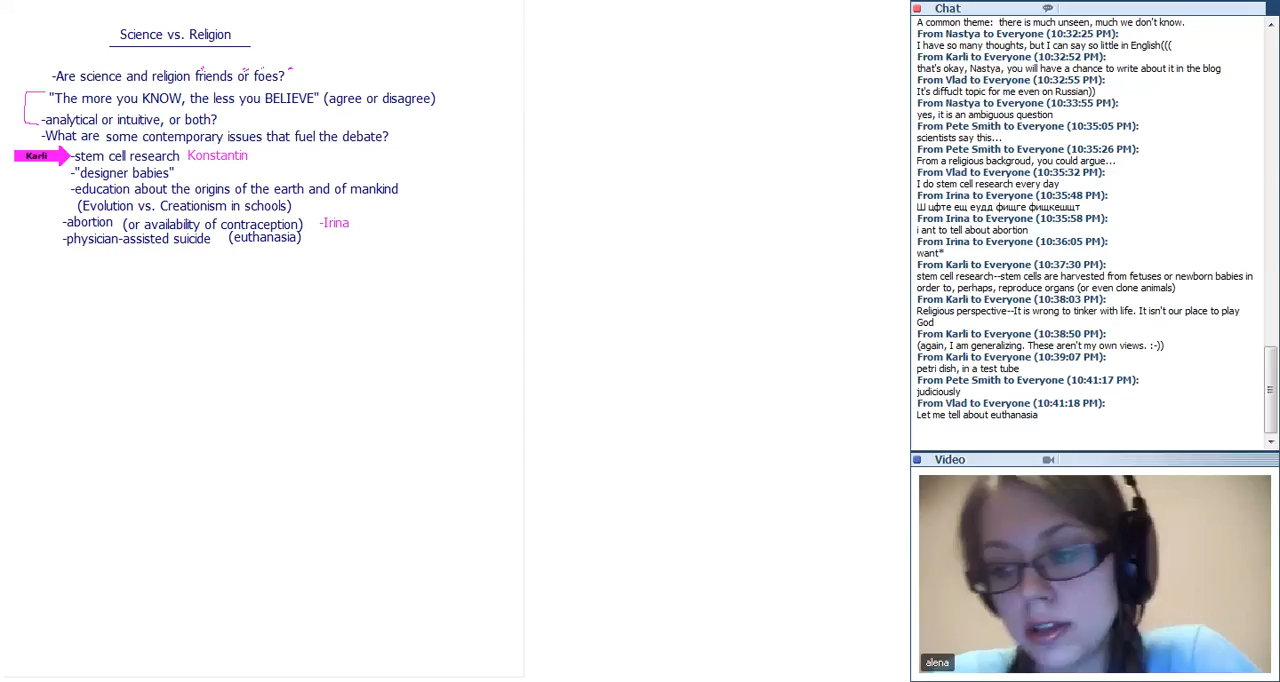 Science vs. Religion
-Are science and religion friends or foes?
"The more you KNOW, the less you BELIEVE" (agree or disagree)
-analytical or intuitive, or both?
-What are some contemporary issues that fuel the debate?
Karli
-stem cell research Konstantin
-"designer babies"
-education about the origins of the earth and of mankind
(Evolution vs. Creationism in schools)
-abortion (or availability of contraception) -Irina
-physician-assisted suicide (euthanasia)
Chat
A common theme: there is much unseen, much we don't know.
From Nastya to Everyone (10:32:25 PM):
I have so many thoughts, but I can say so little in English(((
From Karli to Everyone (10:32:52 PM):
that's okay, Nastya, you will have a chance to write about it in the blog
From Vlad to Everyone (10:32:55 PM):
It's diffuclt topic for me even on Russian))
From Nastya to Everyone (10:33:55 PM):
yes, it is an ambiguous question
From Pete Smith to Everyone (10:35:05 PM):
scientists say this...
From Pete Smith to Everyone (10:35:26 PM):
From a religious backgroud, you could argue...
From Vlad to Everyone (10:35:32 PM):
I do stem cell research every day
From Irina to Everyone (10:35:48 PM):
Ш цфте ещ еудд фищге фищкешщт
From Irina to Everyone (10:35:58 PM):
i ant to tell about abortion
From Irina to Everyone (10:36:05 PM):
want*
From Karli to Everyone (10:37:30 PM):
stem cell research--stem cells are harvested from fetuses or newborn babies in
order to, perhaps, reproduce organs (or even clone animals)
From Karli to Everyone (10:38:03 PM):
Religious perspective--It is wrong to tinker with life. It isn't our place to play
God
From Karli to Everyone (10:38:50 PM):
(again, I am generalizing. These aren't my own views. :-))
From Karli to Everyone (10:39:07 PM):
petri dish, in a test tube
From Pete Smith to Everyone (10:41:17 PM):
judiciously
From Vlad to Everyone (10:41:18 PM):
Let me tell about euthanasia
Video
alena